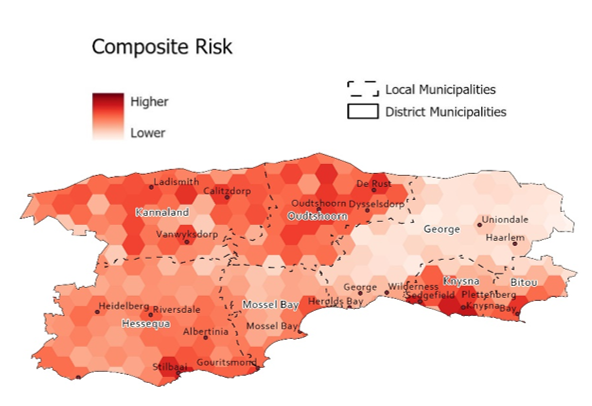 Composite Risk
Higher
Lower
Local Municipalities
District Municipalities
Ladismith
Calitzdorp
De Rust
Kannaland
Oudtshoorn
Dysselsdorp
Oudtshoorn
Uniondale
Vanwyksdorp
George
Haarlem
Knysna
Bitou
George
Wilderness
Sedgefield
Plettenberg
Bay
Knysna
Heidelberg
Riversdale
Mossel Bay
Herolds Bay
Hessequa
Albertinia
Mossel Bay
Stilbaai
Gouritsmond